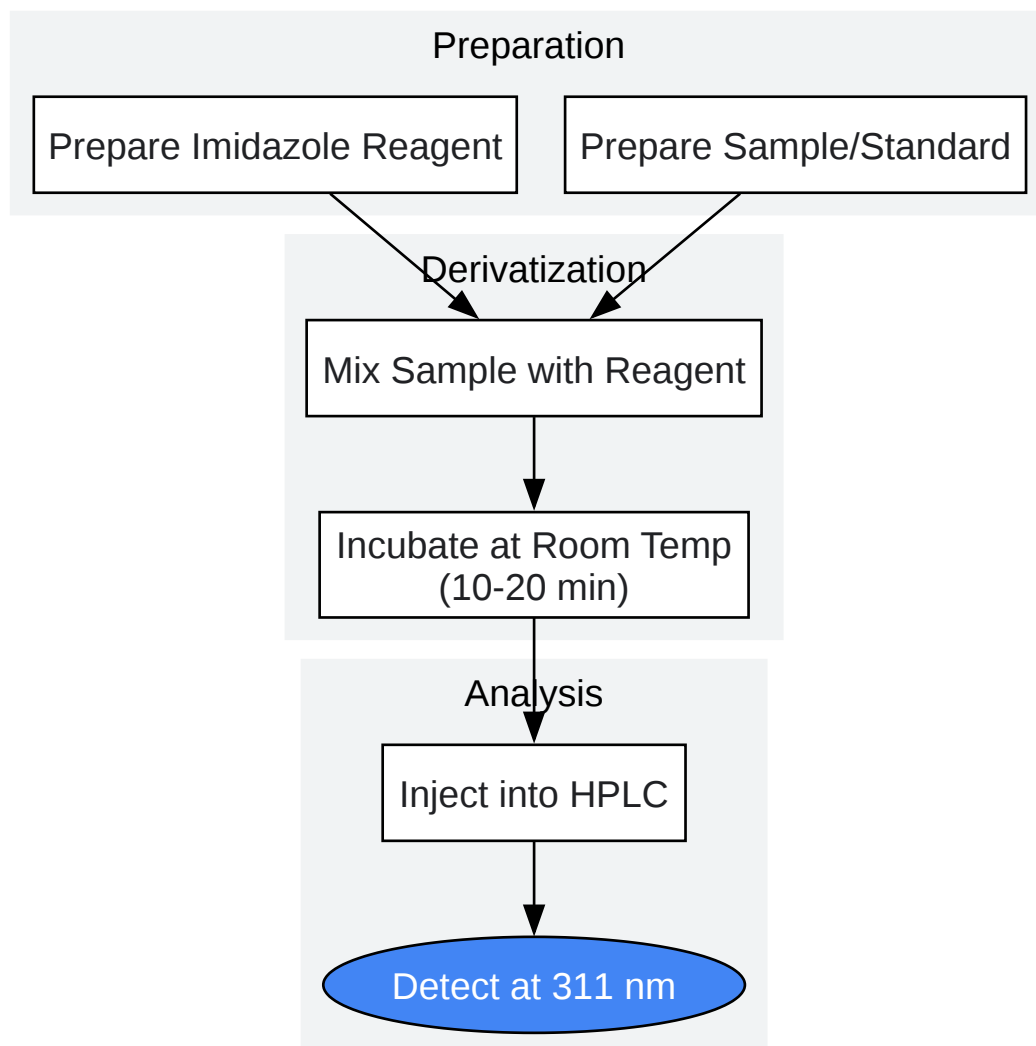 Preparation
Prepare Imidazole Reagent
Prepare Sample/Standard
Derivatization
Mix Sample with Reagent
Incubate at Room Temp
(10-20 min)
Analysis
Inject into HPLC
Detect at 311 nm